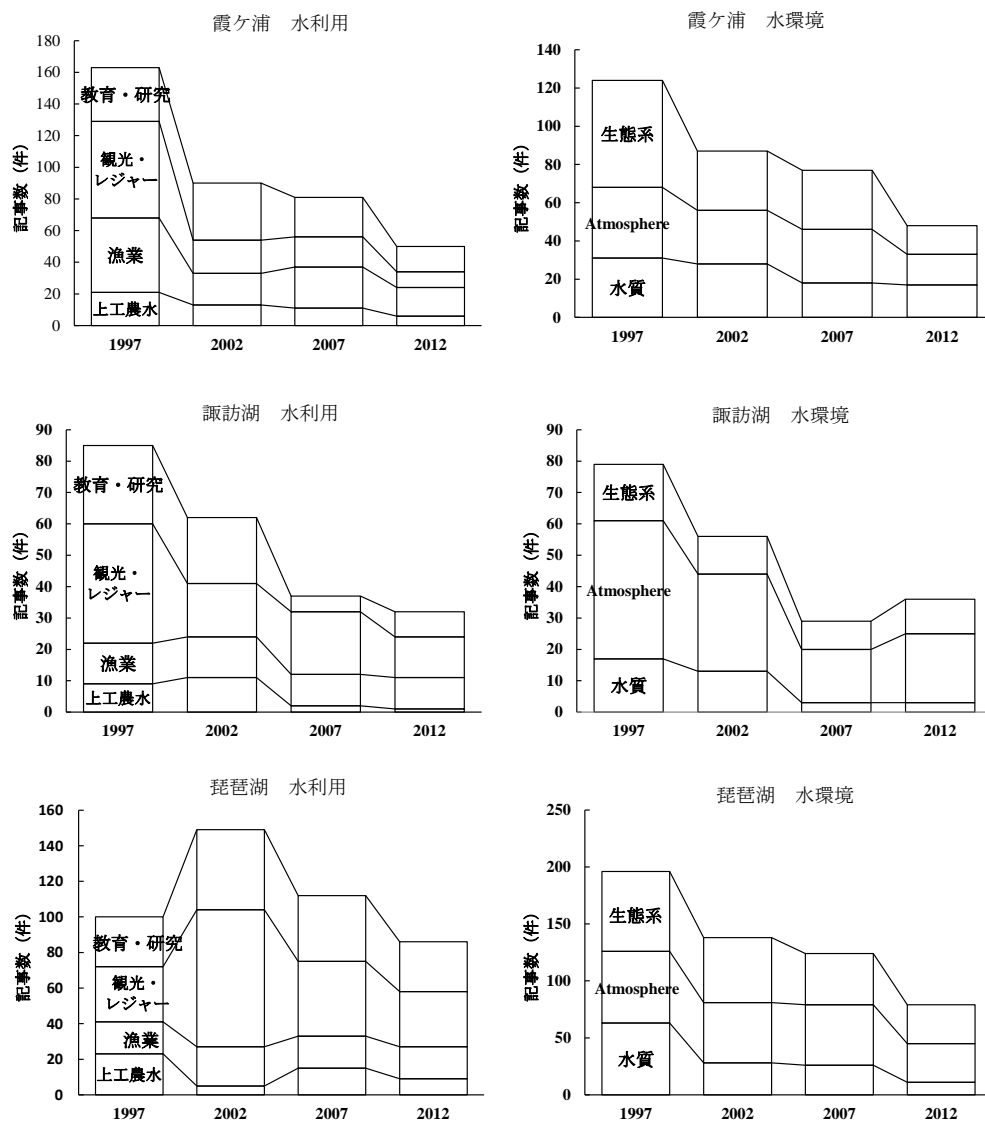 霞ケ浦　水利用
記事数（件）
180
160
140
120
100
80
60
40
20
0
教育・研究
観光・
レジャー
漁業
上工農水
1997
2002
2007
2012
霞ケ浦　水環境
記事数（件）
140
120
100
80
60
40
20
0
生態系
Atmosphere
水質
1997
2002
2007
2012
諏訪湖　水利用
記事数（件）
90
80
70
60
50
40
30
20
10
0
教育・研究
観光・
レジャー
漁業
上工農水
1997
2002
2007
2012
諏訪湖　水環境
記事数（件）
90
80
70
60
50
40
30
20
10
0
生態系
Atmosphere
水質
1997
2002
2007
2012
琵琶湖　水利用
記事数（件）
160
140
120
100
80
60
40
20
0
教育・研究
観光・
レジャー
漁業
上工農水
1997
2002
2007
2012
琵琶湖　水環境
記事数（件）
250
200
150
100
50
0
生態系
Atmosphere
水質
1997
2002
2007
2012